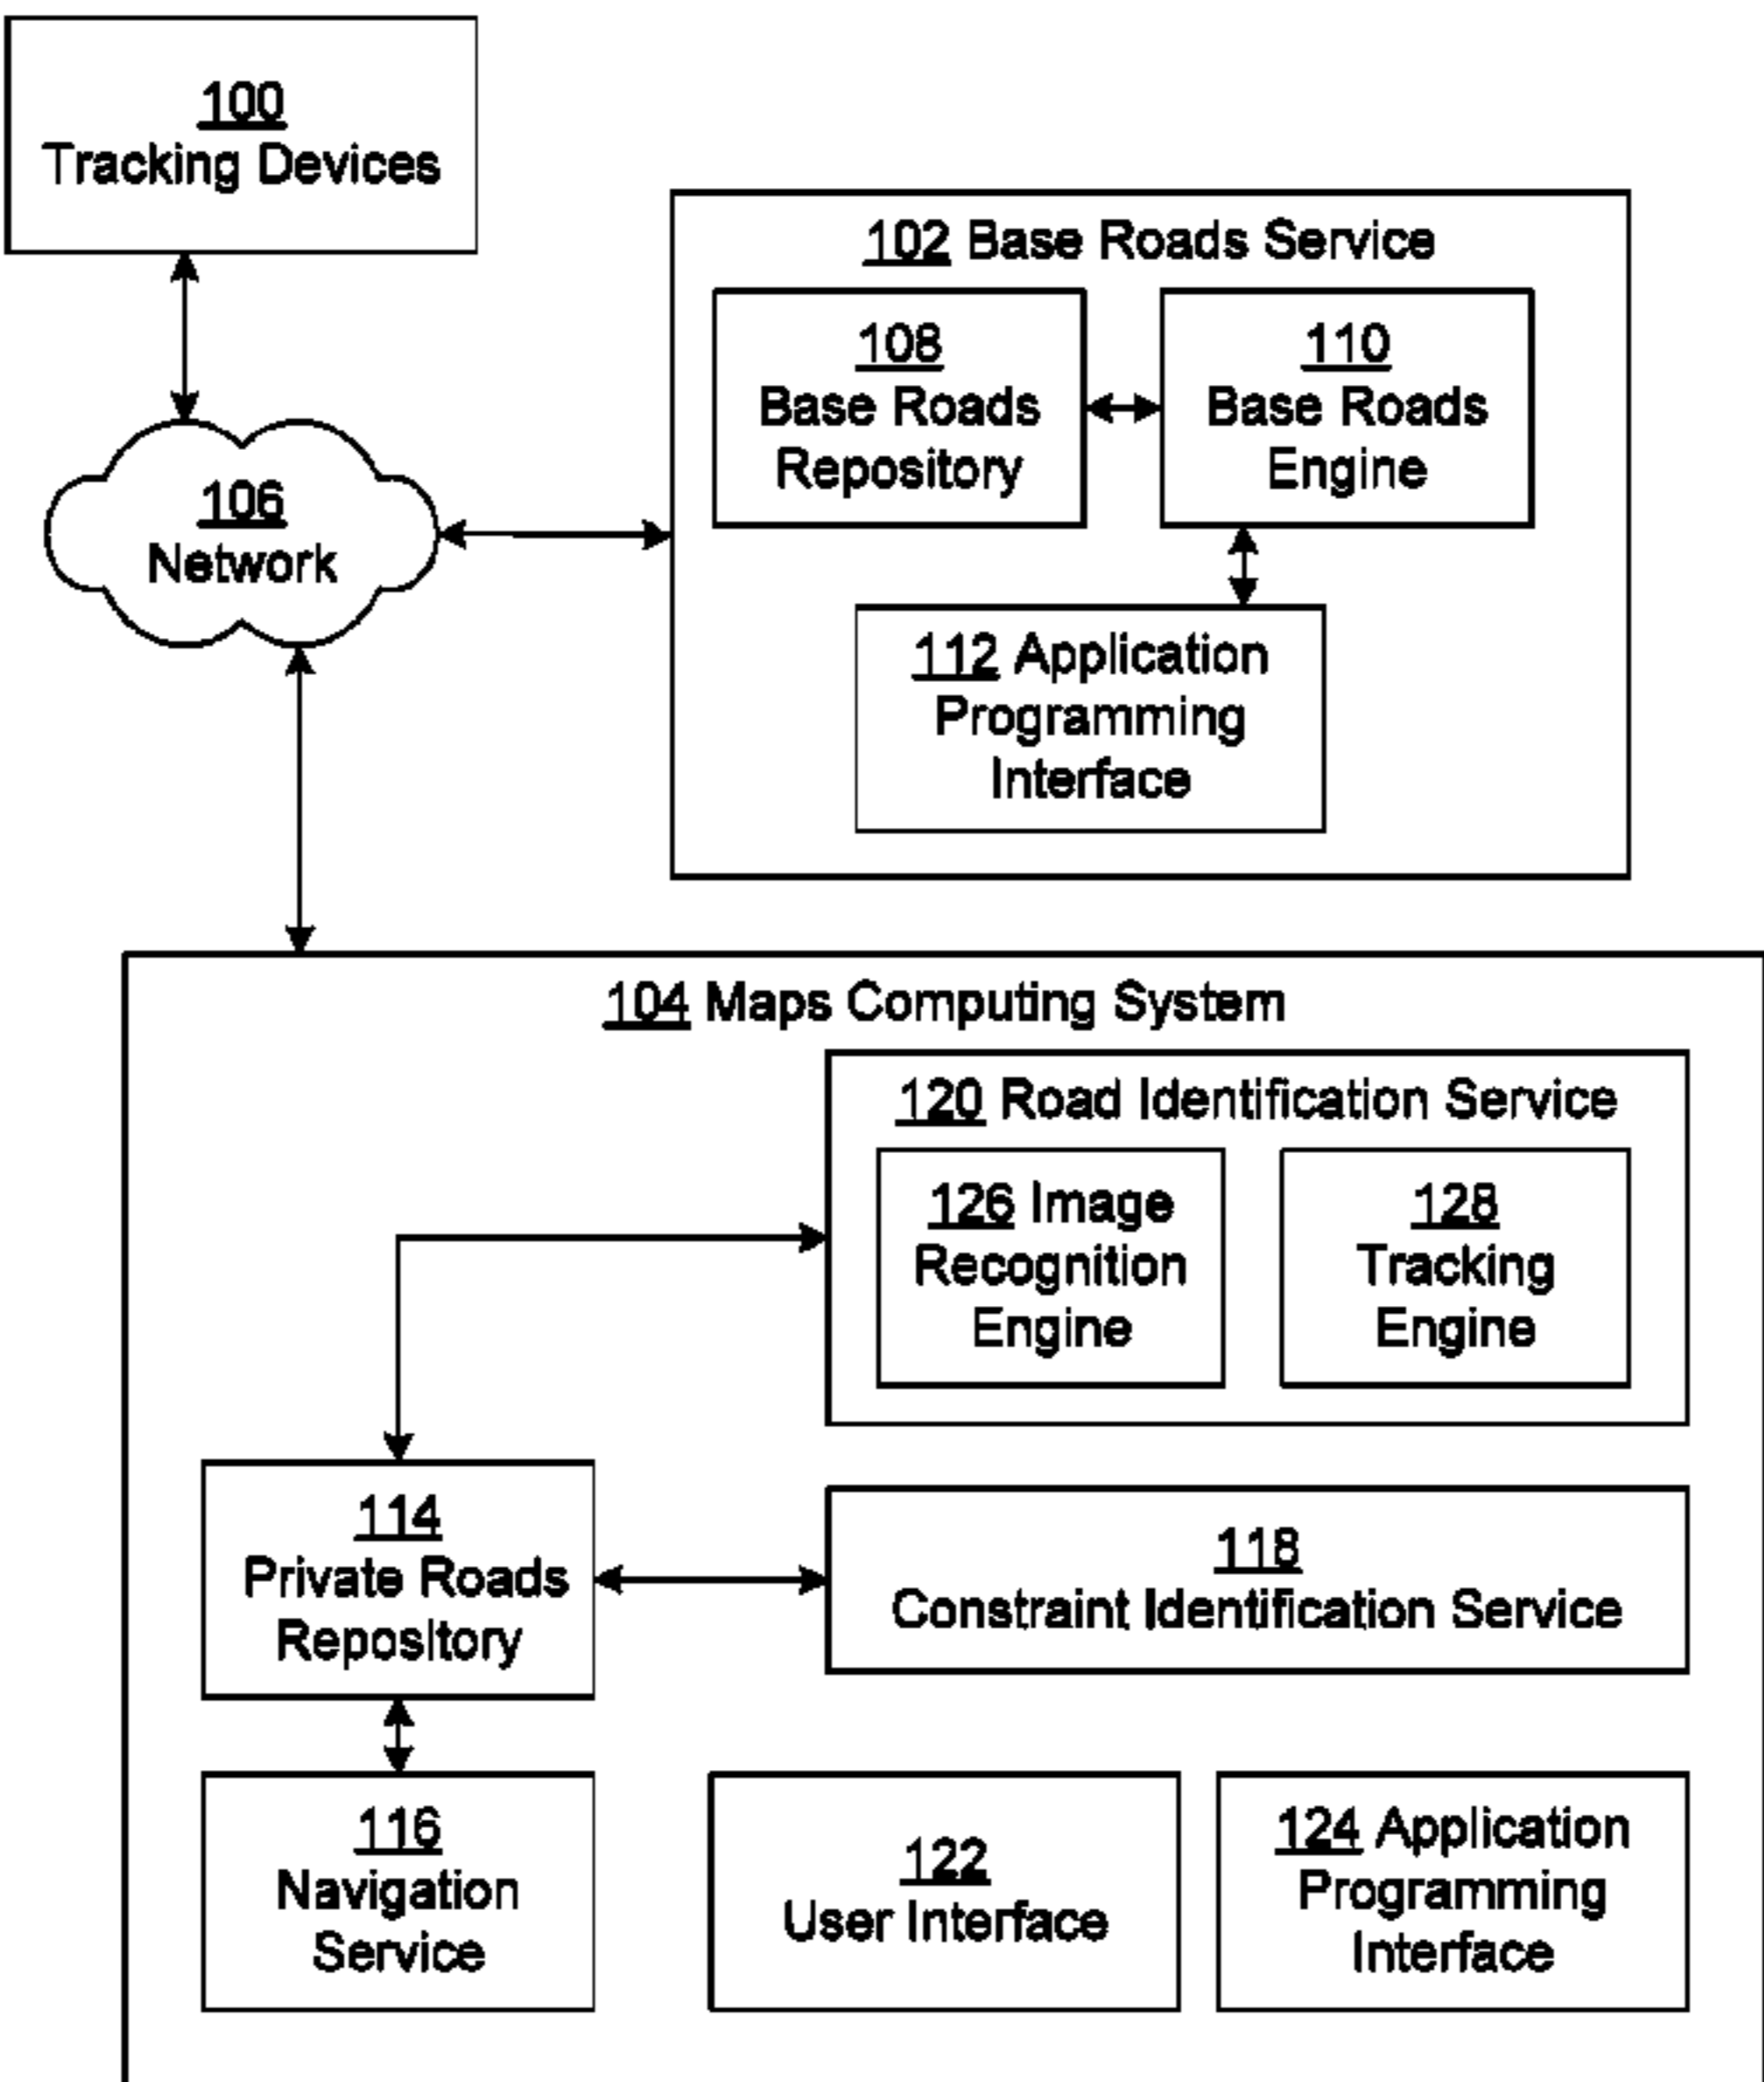 100
Tracking Devices
102 Base Roads Service
108
Base Roads
Repository
110
Base Roads
Engine
106
Network
112 Application
Programming
Interface
104 Maps Computing System
120 Road Identification Service
126 Image
Recognition
Engine
128
Tracking
Engine
114
Private Roads
Repository
118
Constraint Identification Service
116
Navigation
Service
122
User Interface
124 Application
Programming
Interface